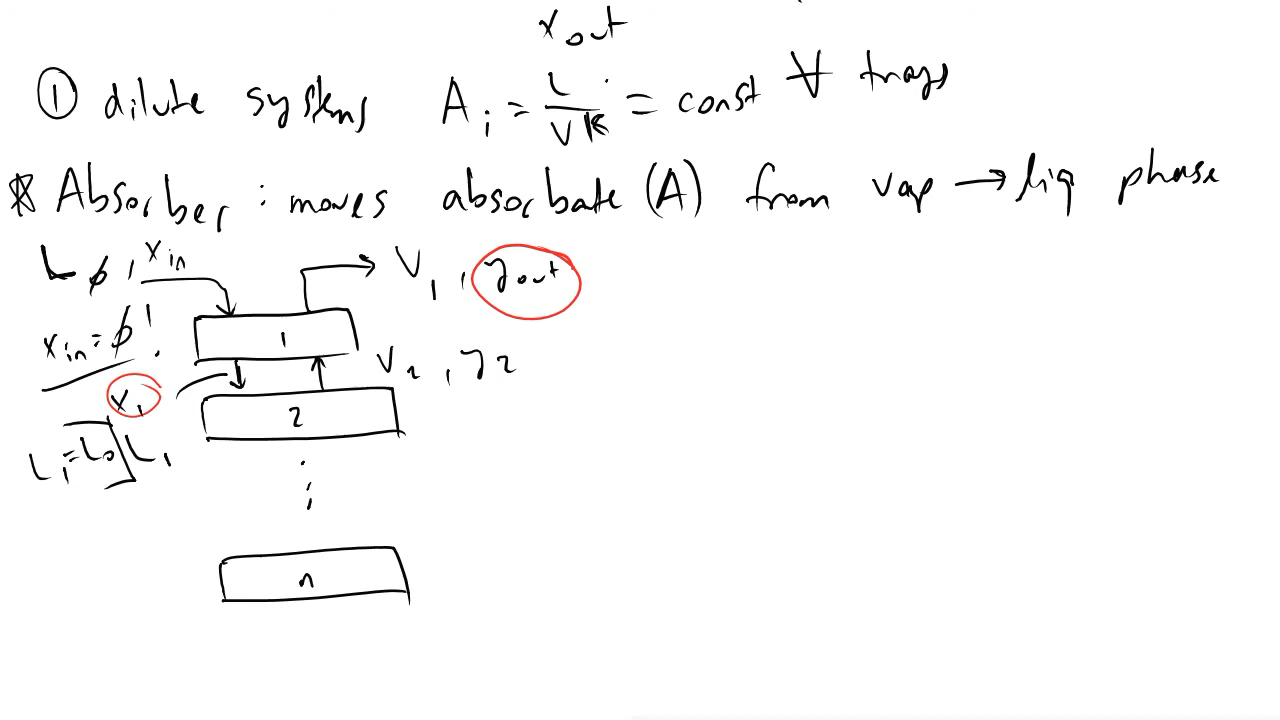 x out
① dilute systems A i = L / VK = const ∀ trays
* Absorber : moves absorbate (A) from vap → liq phase
L ϕ , x in
V 1 , y out
x in = ϕ !
1
V 2 , y 2
x 1
2
L 1 = L 0 ] L 1
⋮
n